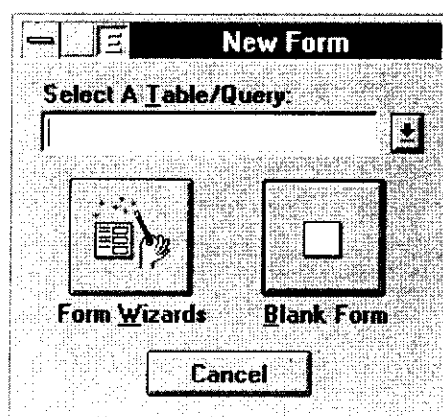 New Form
Select A Table/Query:
Form Wizards
Blank Form
Cancel